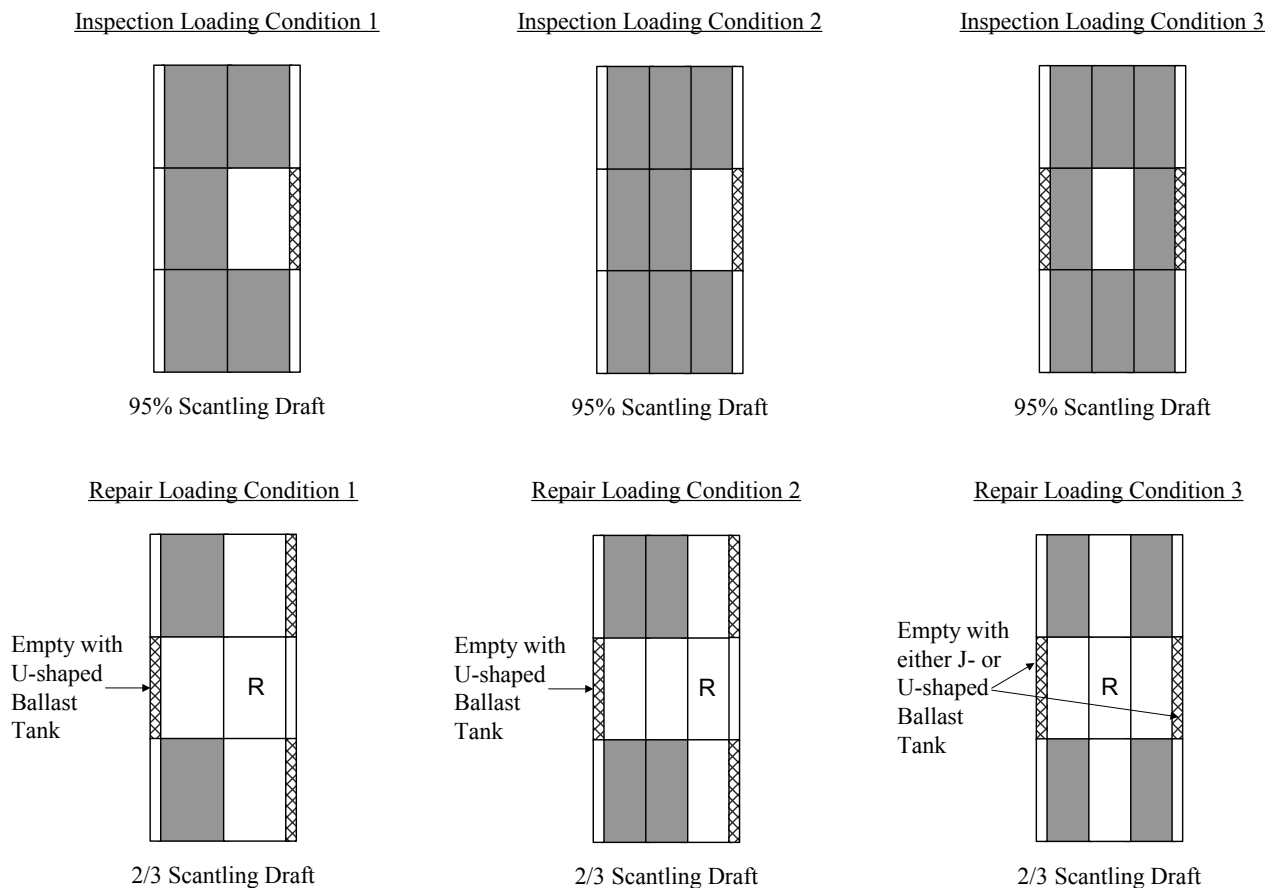 Inspection Loading Condition 1
Inspection Loading Condition 2
Inspection Loading Condition 3
95% Scantling Draft
95% Scantling Draft
95% Scantling Draft
Repair Loading Condition 1
Repair Loading Condition 2
Repair Loading Condition 3
Empty with
U-shaped
Ballast
Tank
R
Empty with
U-shaped
Ballast
Tank
R
Empty with
either J- or
U-shaped
Ballast
Tank
R
2/3 Scantling Draft
2/3 Scantling Draft
2/3 Scantling Draft